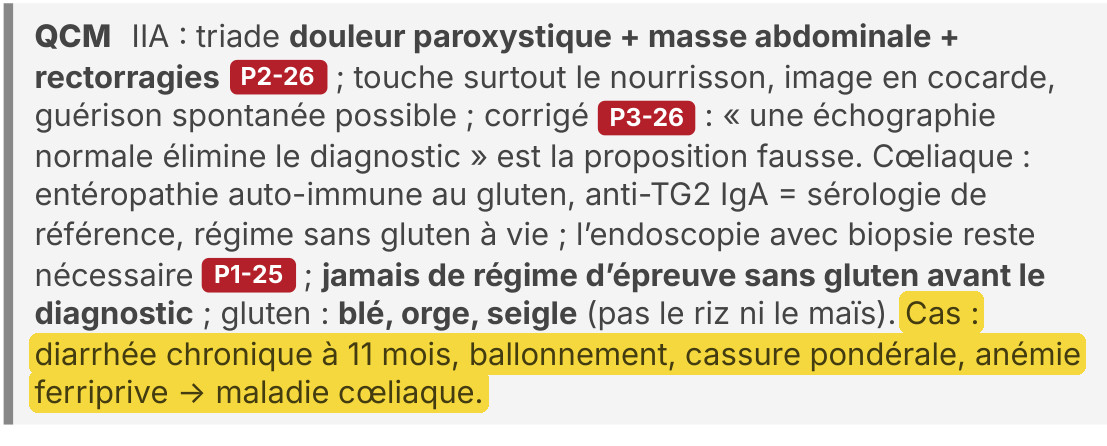 QCM IIA : triade douleur paroxystique + masse abdominale +
rectorragies P2-26 ; touche surtout le nourrisson, image en cocarde,
guérison spontanée possible ; corrigé P3-26 : « une échographie
normale élimine le diagnostic » est la proposition fausse. Cœliaque :
entéropathie auto-immune au gluten, anti-TG2 IgA = sérologie de
référence, régime sans gluten à vie ; l’endoscopie avec biopsie reste
nécessaire P1-25 ; jamais de régime d’épreuve sans gluten avant le
diagnostic ; gluten : blé, orge, seigle (pas le riz ni le maïs). Cas :
diarrhée chronique à 11 mois, ballonnement, cassure pondérale, anémie
ferriprive → maladie cœliaque.